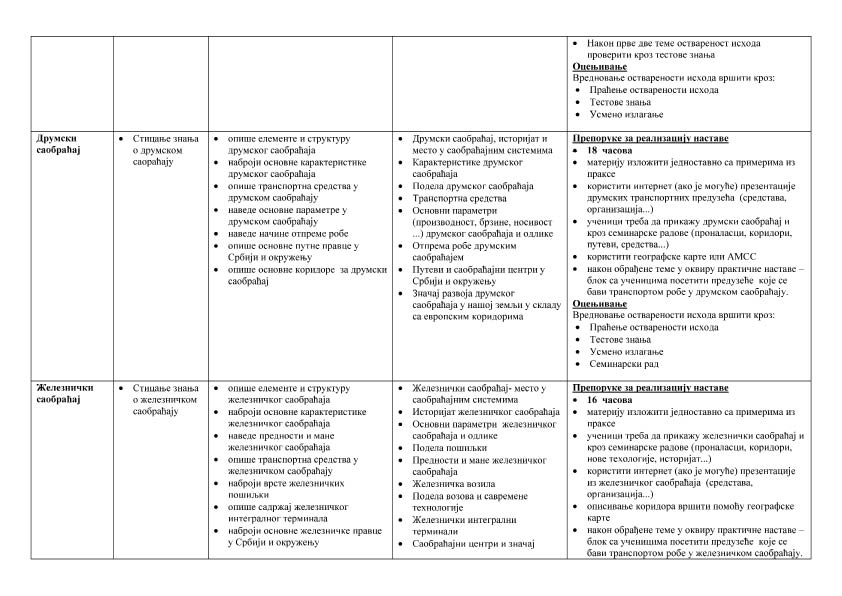 • Након прве две теме оствареност исхода
проверити кроз тестове знања
Оцењивање
Вредновање остварености исхода вршити кроз:
• Праћење остварености исхода
• Тестове знања
• Усмено излагање
Друмски
саобраћај
• Стицање знања
о друмском
саораћају
• опише елементе и структуру
друмског саобраћаја
• наброји основне карактеристике
друмског саобраћаја
• опише транспортна средства у
друмском саобраћају
• наведе основне параметре у
друмском саобраћају
• наведе начине отпреме робе
• опише основне путне правце у
Србији и окружењу
• опише основне коридоре за друмски
саобраћај
• Друмски саобраћај, историјат и
место у саобраћајним системима
• Карактеристике друмског
саобраћаја
• Подела друмског саобраћаја
• Транспортна средства
• Основни параметри
(производност, брзине, носивост
...) друмског саобраћаја и одлике
• Отпрема робе друмским
саобраћајем
• Путеви и саобраћајни центри у
Србији и окружењу
• Значај развоја друмског
саобраћаја у нашој земљи у складу
са европским коридорима
Препоруке за реализацију наставе
• 18 часова
• материју изложити једноставно са примерима из
праксе
• користити интернет (ако је могуће) презентације
друмских транспортних предузећа (средстава,
организација...)
• ученици треба да прикажу друмски саобраћај и
кроз семинарске радове (проналасци, коридори,
путеви, средства...)
• користити географске карте или АМСС
• након обрађене теме у оквиру практичне наставе –
блок са ученицима посетити предузеће које се
бави транспортом робе у друмском саобраћају.
Оцењивање
Вредновање остварености исхода вршити кроз:
• Праћење остварености исхода
• Тестове знања
• Усмено излагање
• Семинарски рад
Железнички
саобраћај
• Стицање знања
о железничком
саобраћају
• опише елементе и структуру
железничког саобраћаја
• наброји основне карактеристике
железничког саобраћаја
• наведе предности и мане
железничког саобраћаја
• опише транспортна средства у
железничком саобраћају
• наброји врсте железничких
пошиљки
• опише садржај железничког
интегралног терминала
• наброји основне железничке правце
у Србији и окружењу
• Железнички саобраћај- место у
саобраћајним системима
• Историјат железничког саобраћаја
• Основни параметри железничког
саобраћаја и одлике
• Подела пошиљки
• Предности и мане железничког
саобраћаја
• Железничка возила
• Подела возова и савремене
технологије
• Железнички интегрални
терминали
• Саобраћајни центри и значај
Препоруке за реализацију наставе
• 16 часова
• материју изложити једноставно са примерима из
праксе
• ученици треба да прикажу железнички саобраћај и
кроз семинарске радове (проналасци, коридори,
нове техологије, историјат...)
• користити интернет (ако је могуће) презентације
из железничког саобраћаја (средстава,
организација...)
• описивање коридора вршити помоћу географске
карте
• након обрађене теме у оквиру практичне наставе –
блок са ученицима посетити предузеће које се
бави транспортом робе у железничком саобраћају.